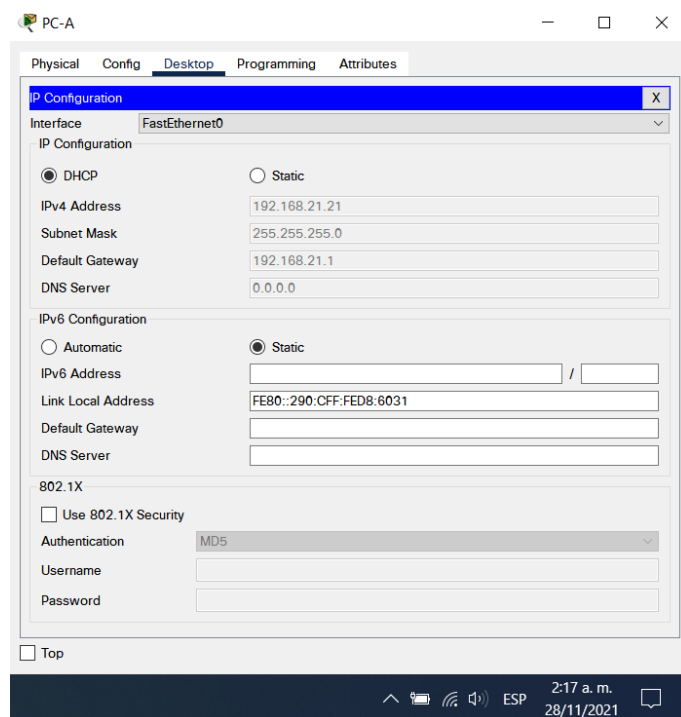 PC-A
Physical Config Desktop Programming Attributes
IP Configuration X
Interface FastEthernet0
IP Configuration
DHCP Static
IPv4 Address 192.168.21.21
Subnet Mask 255.255.255.0
Default Gateway 192.168.21.1
DNS Server 0.0.0.0
IPv6 Configuration
Automatic Static
IPv6 Address /
Link Local Address FE80::290:CFF:FED8:6031
Default Gateway
DNS Server
802.1X
Use 802.1X Security
Authentication MD5
Username
Password
Top
ESP 2:17 a. m.
28/11/2021